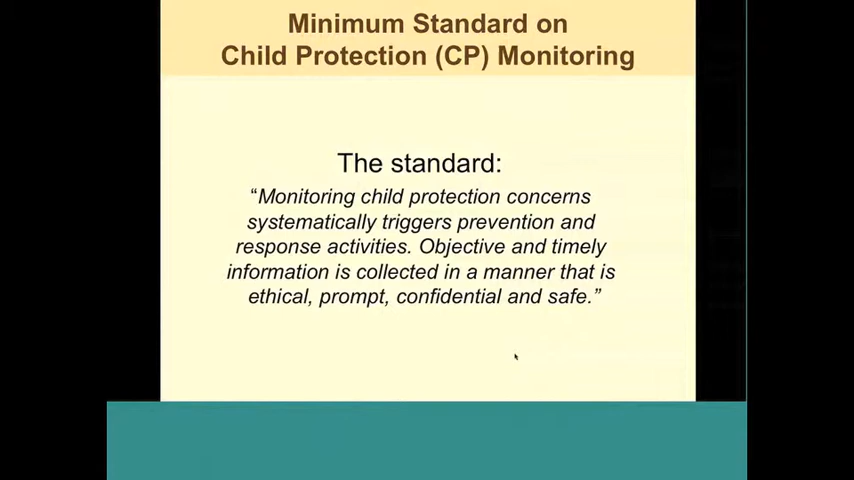 Minimum Standard on
Child Protection (CP) Monitoring
The standard:
“Monitoring child protection concerns
systematically triggers prevention and
response activities. Objective and timely
information is collected in a manner that is
ethical, prompt, confidential and safe.”